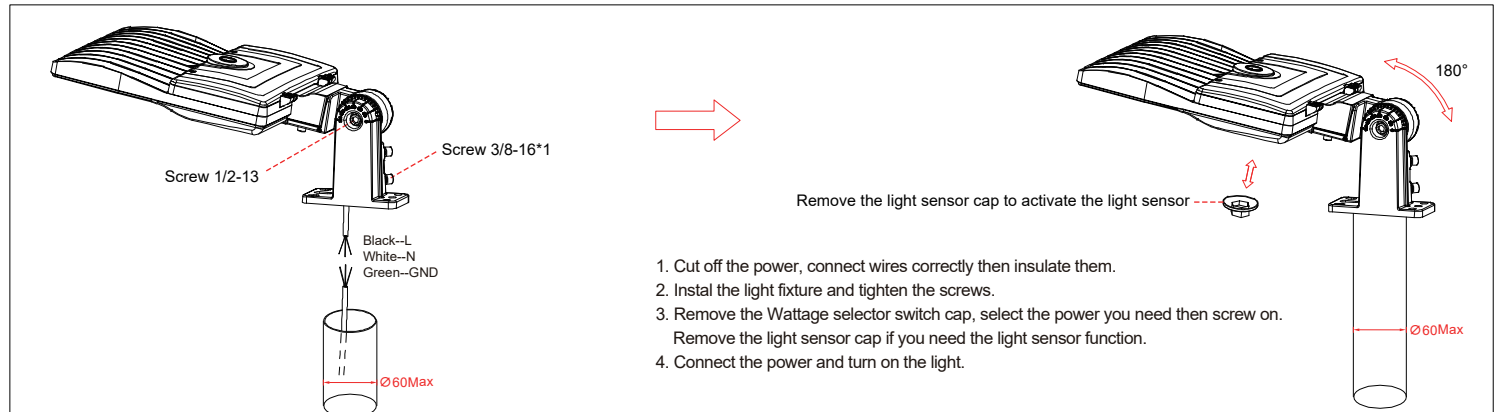 Screw 1/2-13
Screw 3/8-16*1
Black--L
White--N
Green--GND
Ø60Max
180°
Remove the light sensor cap to activate the light sensor
1. Cut off the power, connect wires correctly then insulate them.
2. Instal the light fixture and tighten the screws.
3. Remove the Wattage selector switch cap, select the power you need then screw on.
Remove the light sensor cap if you need the light sensor function.
4. Connect the power and turn on the light.
Ø60Max